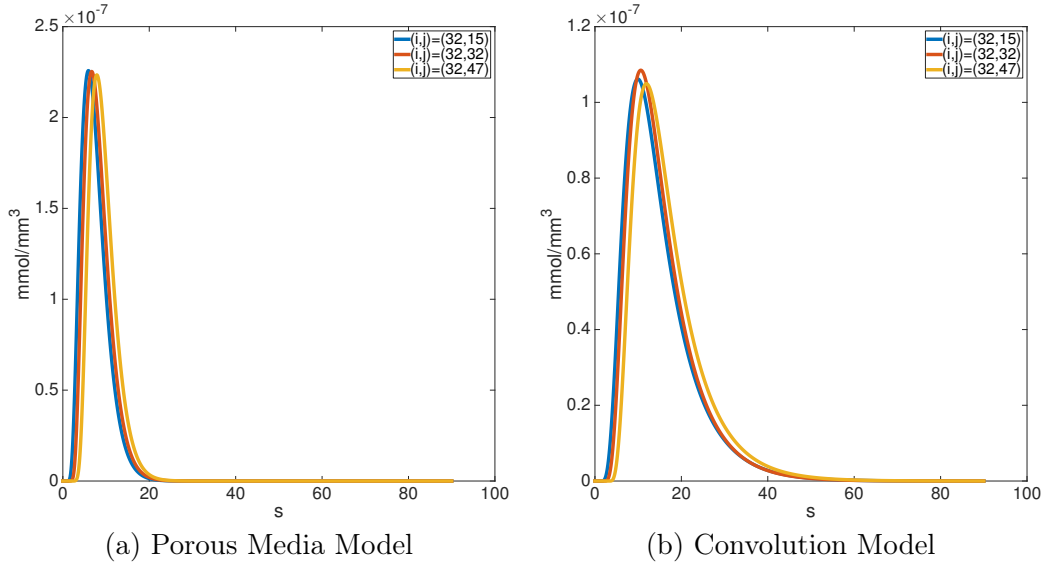 ×10⁻⁷
2.5
2
1.5
1
0.5
0
mmol/mm³
0 20 40 60 80 100
s
(i,j)=(32,15)
(i,j)=(32,32)
(i,j)=(32,47)
(a) Porous Media Model
×10⁻⁷
1.2
1
0.8
0.6
0.4
0.2
0
mmol/mm³
0 20 40 60 80 100
s
(i,j)=(32,15)
(i,j)=(32,32)
(i,j)=(32,47)
(b) Convolution Model